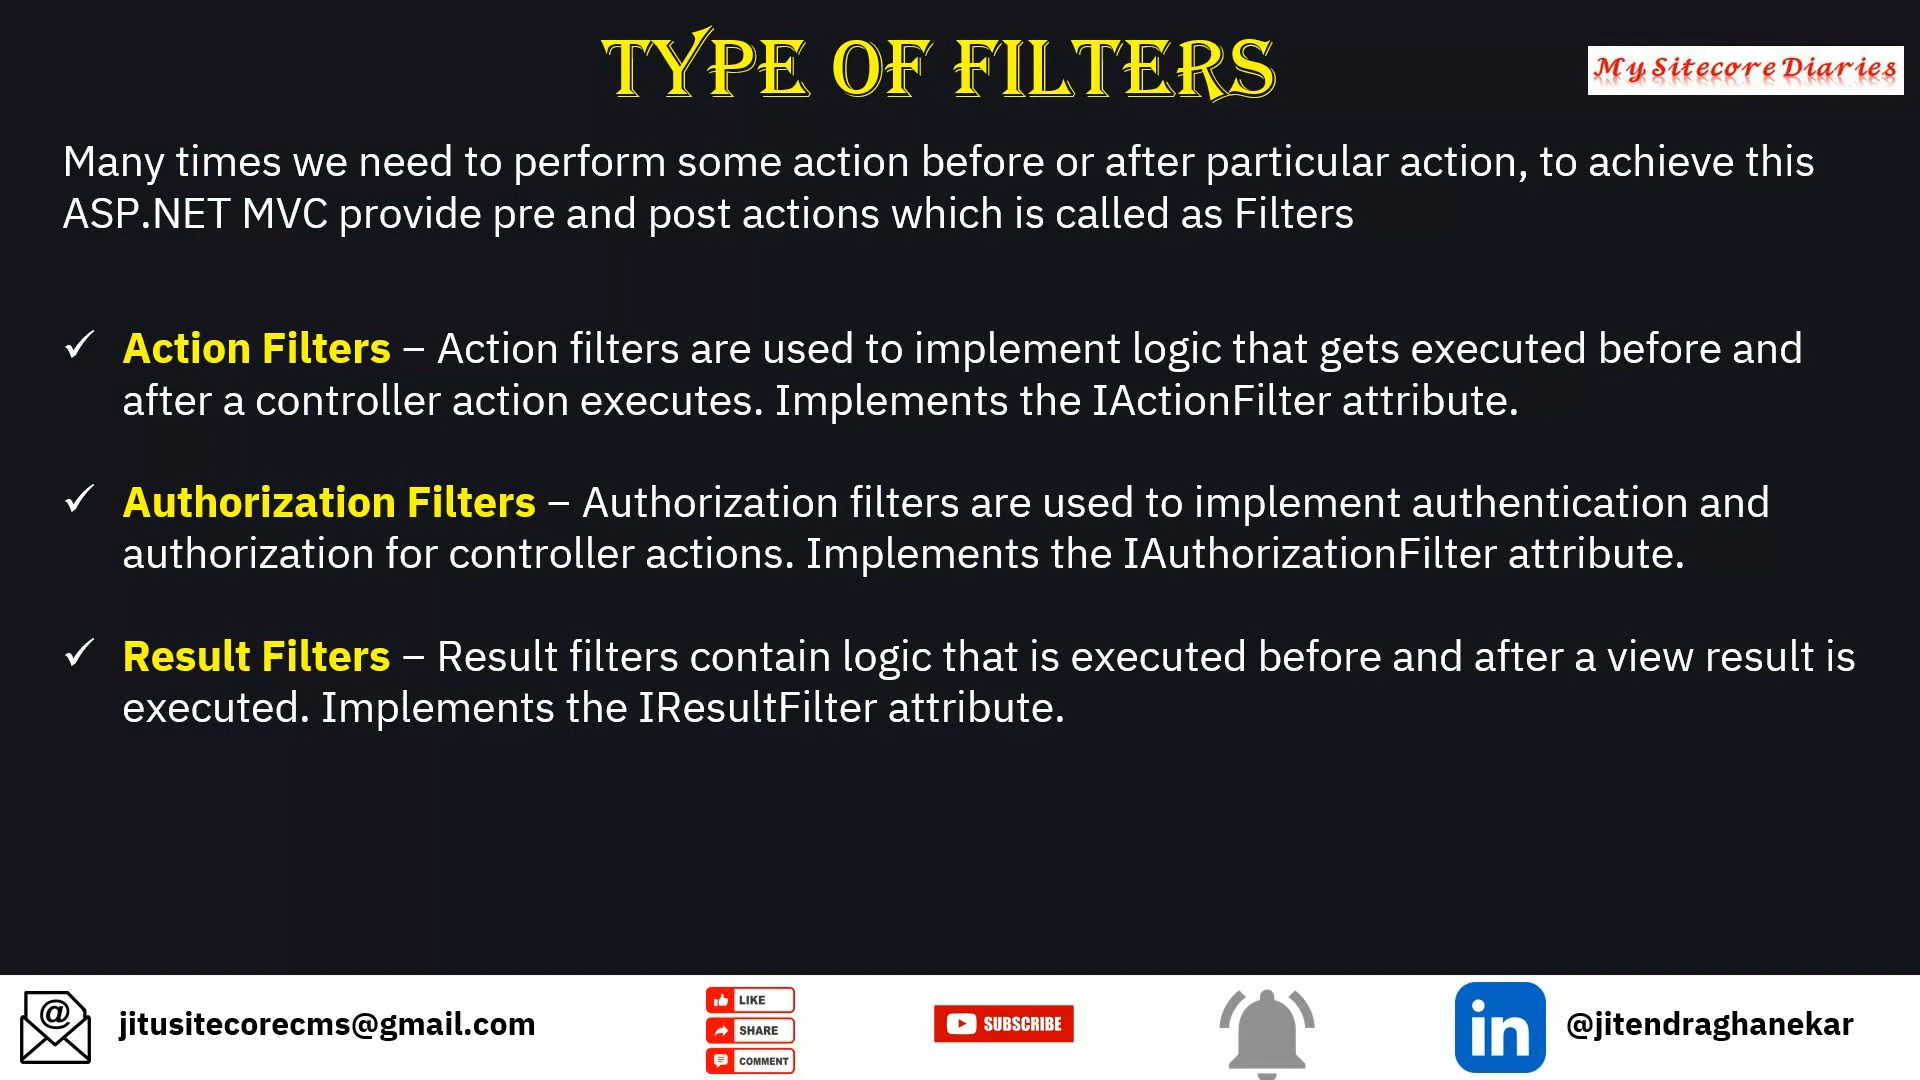 TYPE OF FILTERS
My Sitecore Diaries
Many times we need to perform some action before or after particular action, to achieve this
ASP.NET MVC provide pre and post actions which is called as Filters
✓ Action Filters – Action filters are used to implement logic that gets executed before and
after a controller action executes. Implements the IActionFilter attribute.
✓ Authorization Filters – Authorization filters are used to implement authentication and
authorization for controller actions. Implements the IAuthorizationFilter attribute.
✓ Result Filters – Result filters contain logic that is executed before and after a view result is
executed. Implements the IResultFilter attribute.
@
jitusitecorecms@gmail.com
LIKE
SHARE
COMMENT
SUBSCRIBE
in
@jitendraghanekar